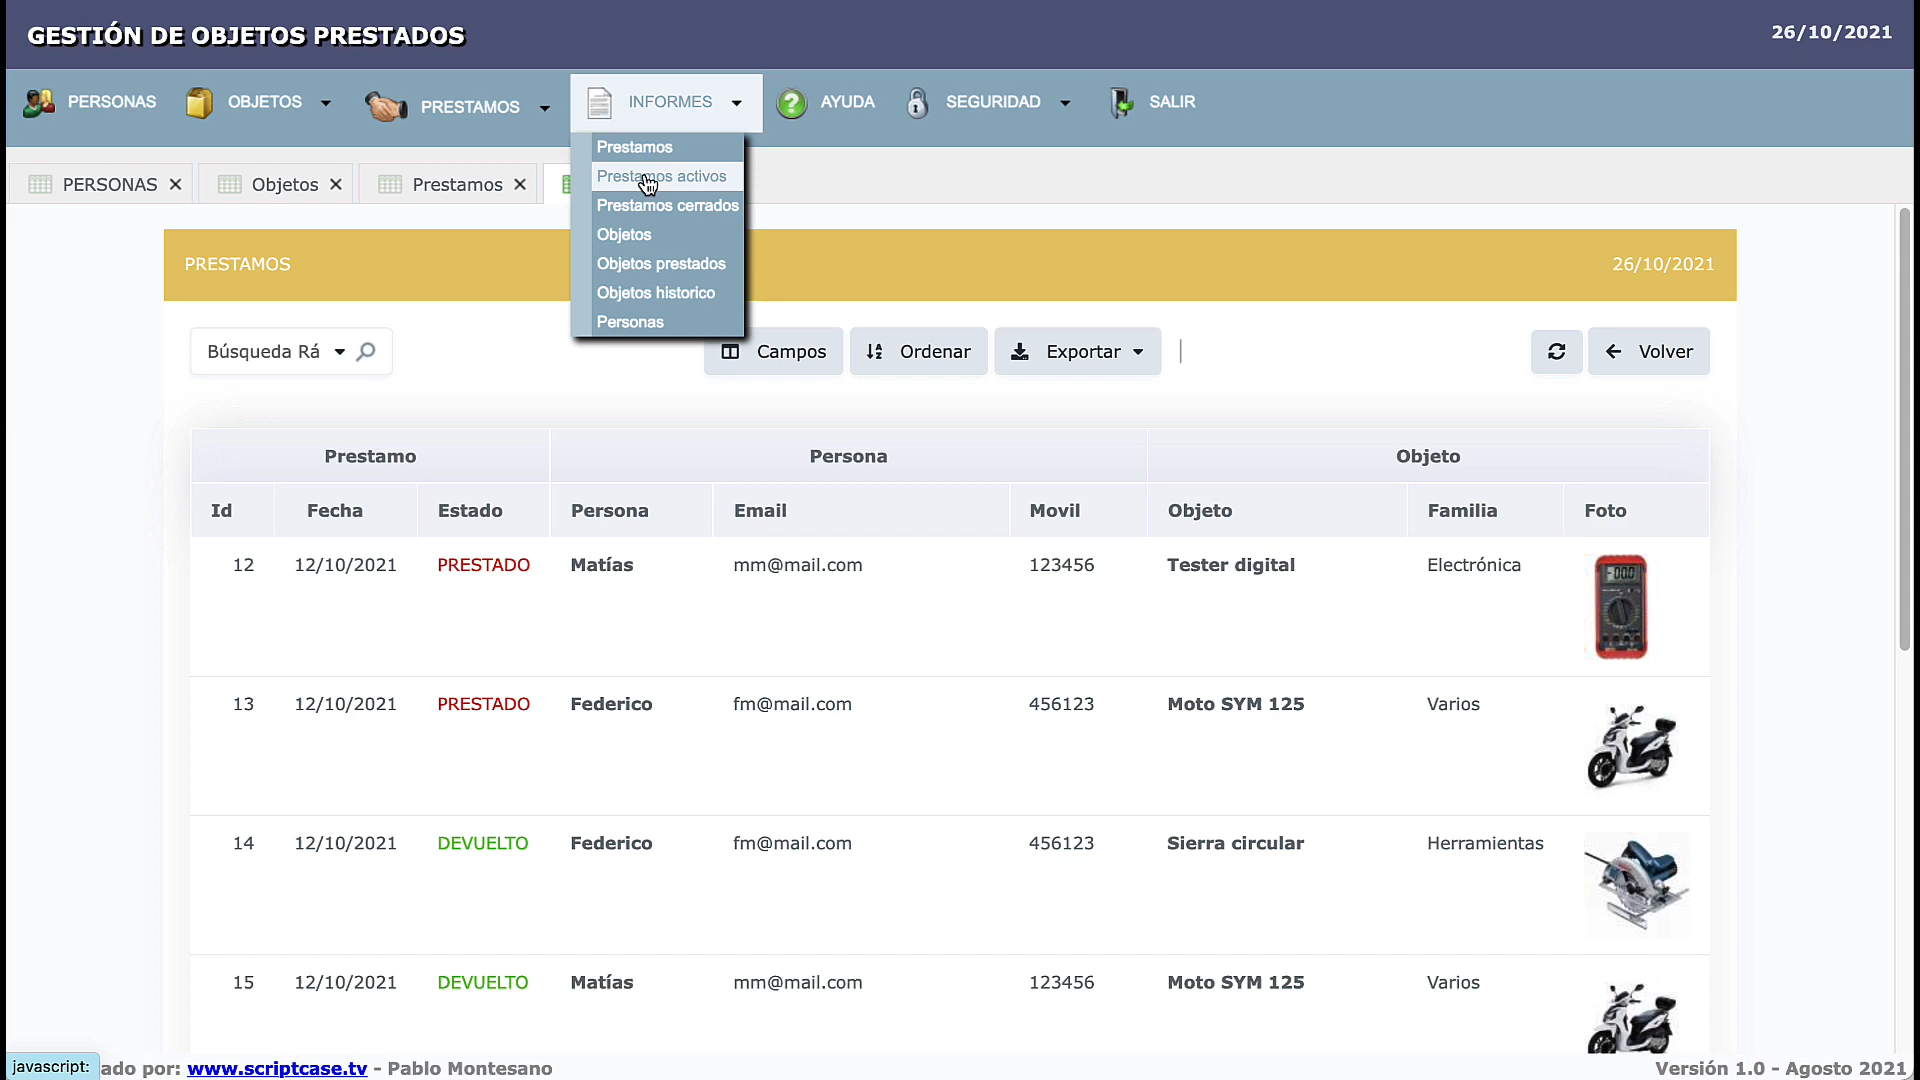 GESTIÓN DE OBJETOS PRESTADOS
26/10/2021
PERSONAS
OBJETOS
PRESTAMOS
INFORMES
AYUDA
SEGURIDAD
SALIR
Prestamos
Prestamos activos
Prestamos cerrados
Objetos
Objetos prestados
Objetos historico
Personas
PERSONAS
Objetos
Prestamos
PRESTAMOS
26/10/2021
Búsqueda Rá
Campos
Ordenar
Exportar
Volver
Prestamo Persona Objeto
Id Fecha Estado Persona Email Movil Objeto Familia Foto
12 12/10/2021 PRESTADO Matías mm@mail.com 123456 Tester digital Electrónica
13 12/10/2021 PRESTADO Federico fm@mail.com 456123 Moto SYM 125 Varios
14 12/10/2021 DEVUELTO Federico fm@mail.com 456123 Sierra circular Herramientas
15 12/10/2021 DEVUELTO Matías mm@mail.com 123456 Moto SYM 125 Varios
javascript:
ado por: www.scriptcase.tv - Pablo Montesano
Versión 1.0 - Agosto 2021